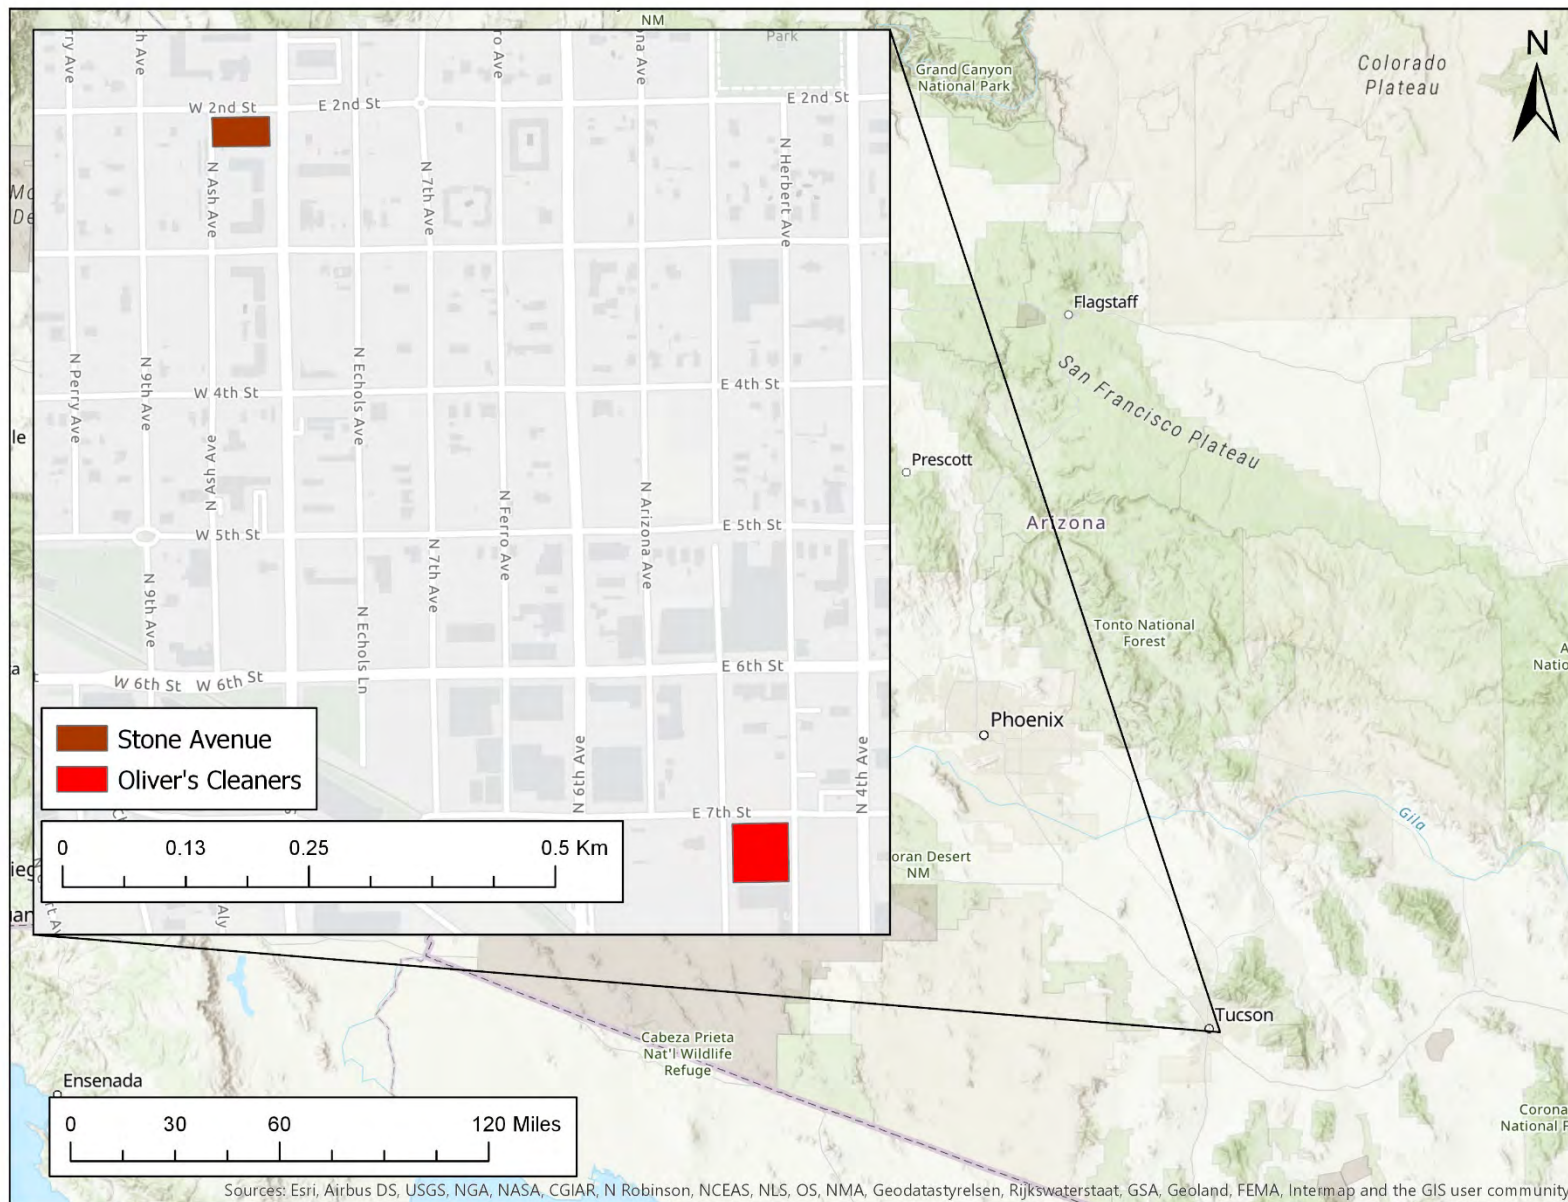 NM
Park
Grand Canyon
National Park
Colorado
Plateau
N
W 2nd St
E 2nd St
E 2nd St
N Ash Ave
N 7th Ave
N Herbert Ave
Flagstaff
San Francisco Plateau
N Perry Ave
N 9th Ave
N Echols Ave
W 4th St
E 4th St
N Ash Ave
Prescott
Arizona
N Ferro Ave
N Arizona Ave
W 5th St
E 5th St
N 9th Ave
N 7th Ave
N Echols Ln
Tonto National
Forest
W 6th St
W 6th St
E 6th St
Phoenix
Stone Avenue
Oliver's Cleaners
N 6th Ave
N 4th Ave
E 7th St
Gila
0 0.13 0.25 0.5 Km
oran Desert
NM
Aly
Tucson
Cabeza Prieta
Nat'l Wildlife
Refuge
Ensenada
0 30 60 120 Miles
Corona
National F
Sources: Esri, Airbus DS, USGS, NGA, NASA, CGIAR, N Robinson, NCEAS, NLS, OS, NMA, Geodatastyrelsen, Rijkswaterstaat, GSA, Geoland, FEMA, Intermap and the GIS user communit